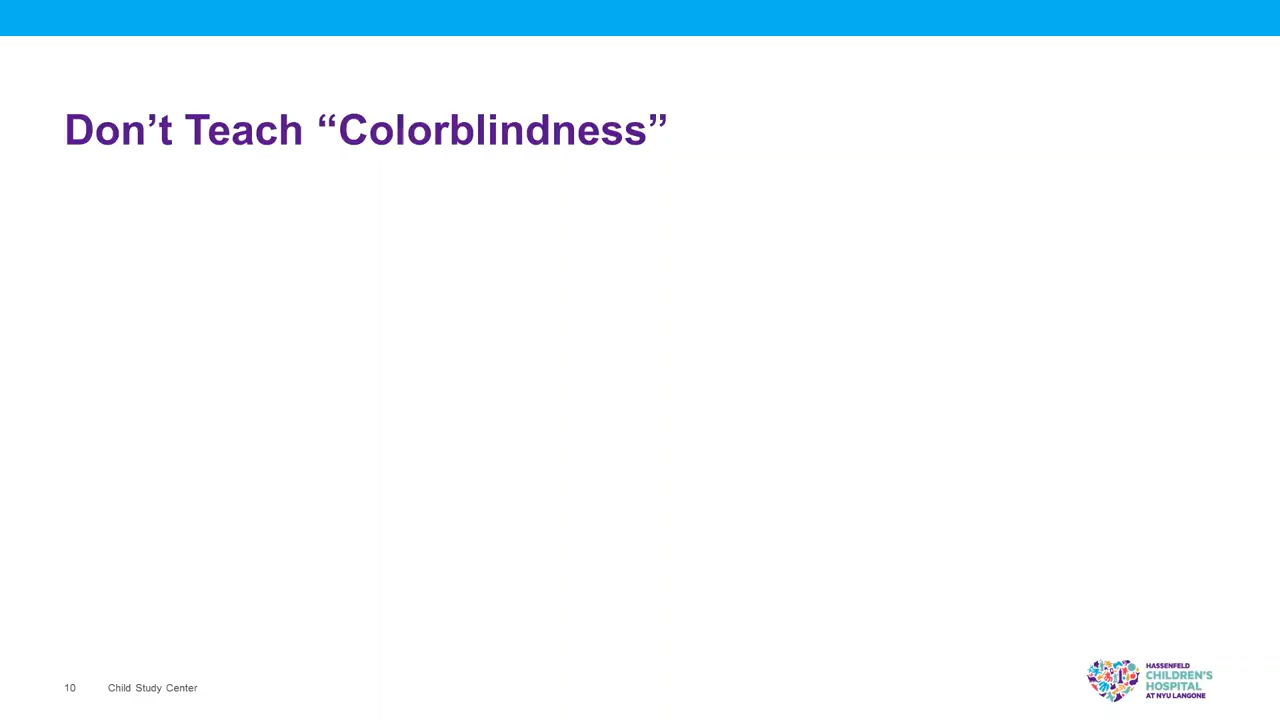 Don’t Teach “Colorblindness”
10 Child Study Center
HASSENFELD
CHILDREN'S
HOSPITAL
AT NYU LANGONE